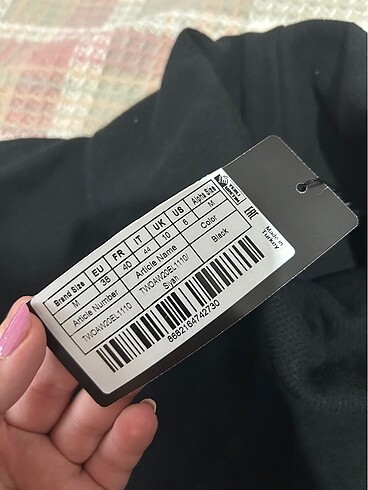 Brand Size EU FR IT UK US Alpha Size
M 38 40 44 10 6 M
Article Number Article Name Color
TWOAW20EL1110 TWOAW20EL1110/ Siyah Black
8682164742730
EAC
Made in Turkey